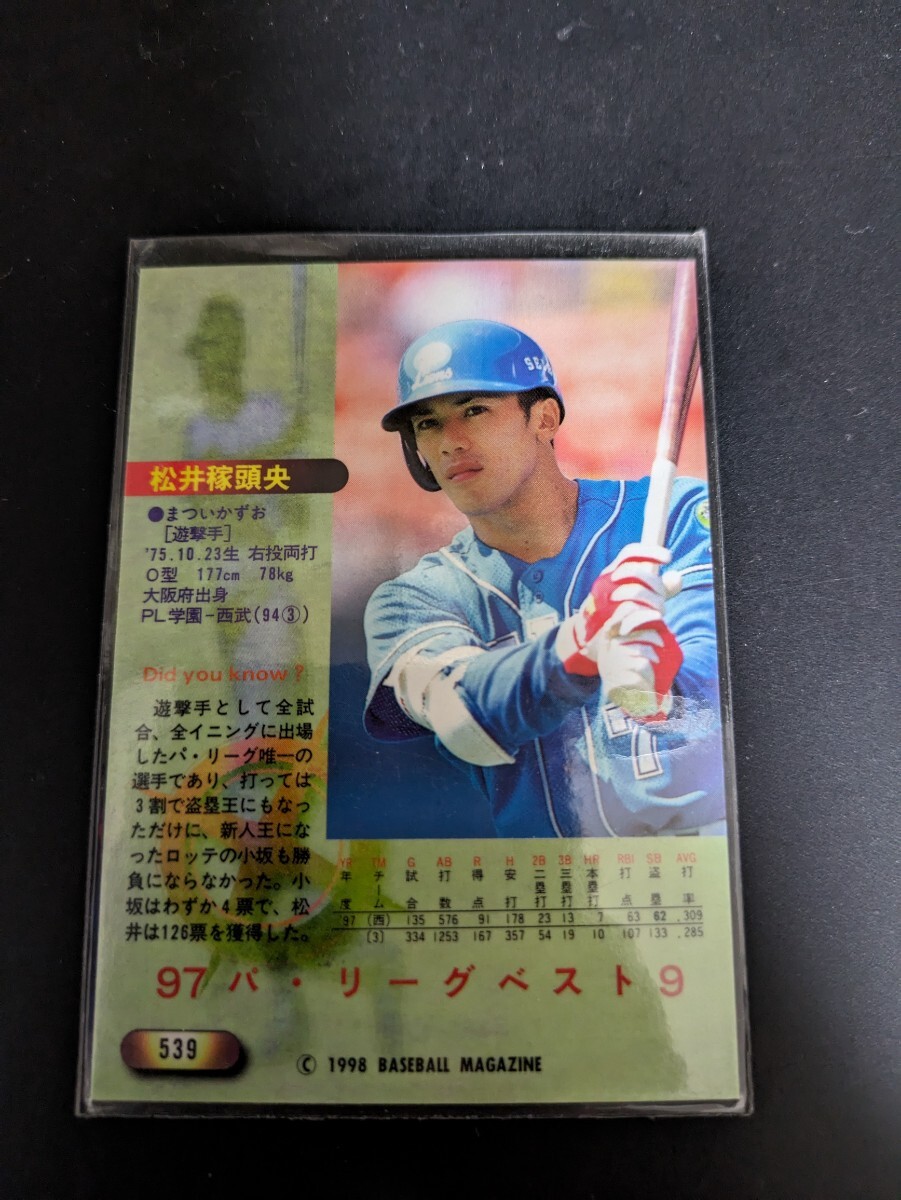 Lions
SEI
松井稼頭央
●まついかずお
[遊撃手]
'75.10.23生 右投両打
O型 177cm 78kg
大阪府出身
PL学園-西武(94③)
Did you know?
遊撃手として全試
合、全イニングに出場
したパ・リーグ唯一の
選手であり、打っては
3割で盗塁王にもなっ
ただけに、新人王にな
ったロッテの小坂も勝
負にならなかった。小
坂はわずか4票で、松
井は126票を獲得した。
YR TM G AB R H 2B 3B HR RBI SB AVG
年度 チーム 試合 打数 得点 安打 二塁打 三塁打 本塁打 打点 盗塁 打率
'97 (西) 135 576 91 178 23 13 7 63 62 .309
(3) 334 1253 167 357 54 19 10 107 133 .285
97パ・リーグベスト9
539
© 1998 BASEBALL MAGAZINE